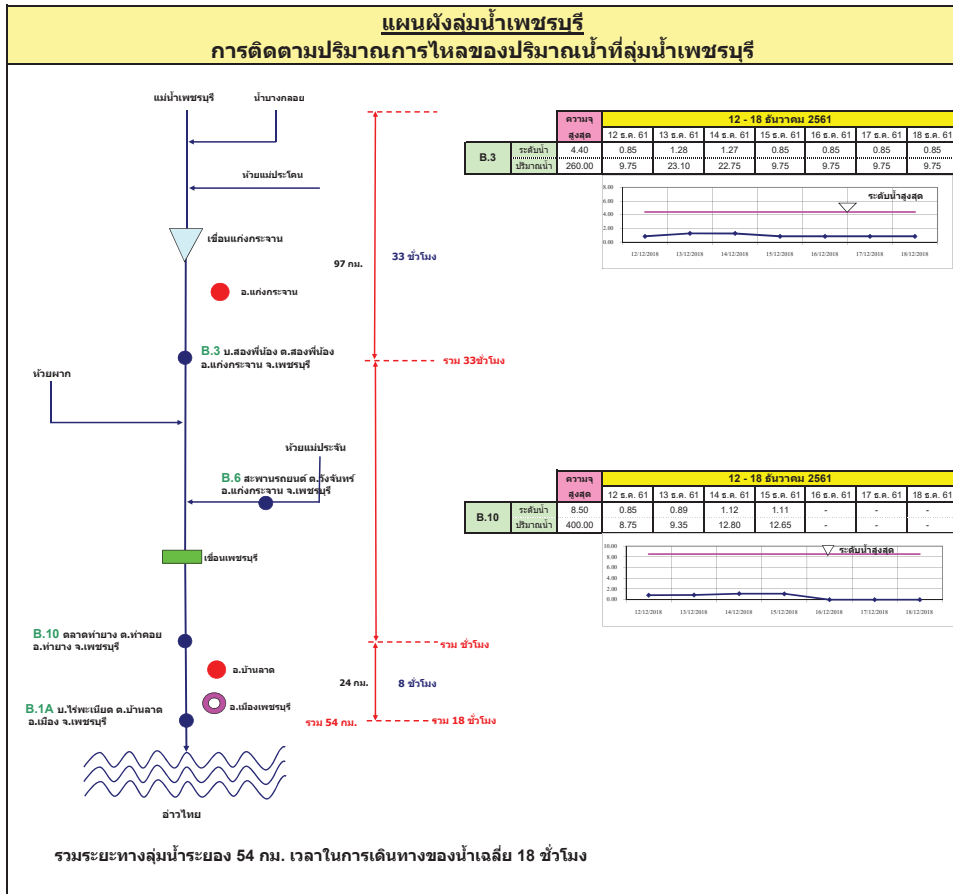 แผนผังลุ่มน้ำเพชรบุรี
การติดตามปริมาณการไหลของปริมาณน้ำที่ลุ่มน้ำเพชรบุรี
แม่น้ำเพชรบุรี
น้ำบางกลอย
ห้วยแม่ประโดน
เขื่อนแก่งกระจาน
97 กม.
33 ชั่วโมง
อ.แก่งกระจาน
B.3 บ.สองพี่น้อง ต.สองพี่น้อง
อ.แก่งกระจาน จ.เพชรบุรี
รวม 33ชั่วโมง
ห้วยผาก
ห้วยแม่ประจัน
B.6 สะพานรถยนต์ ต.วังจันทร์
อ.แก่งกระจาน จ.เพชรบุรี
เขื่อนเพชรบุรี
B.10 ตลาดท่ายาง ต.ท่าคอย
อ.ท่ายาง จ.เพชรบุรี
รวม ชั่วโมง
อ.บ้านลาด
24 กม.
8 ชั่วโมง
อ.เมืองเพชรบุรี
B.1A บ.ไร่พะเนียด ต.บ้านลาด
อ.เมือง จ.เพชรบุรี
รวม 54 กม.
รวม 18 ชั่วโมง
อ่าวไทย
รวมระยะทางลุ่มน้ำระยอง 54 กม. เวลาในการเดินทางของน้ำเฉลี่ย 18 ชั่วโมง
ความจุ 12 - 18 ธันวาคม 2561
สูงสุด 12 ธ.ค. 61 13 ธ.ค. 61 14 ธ.ค. 61 15 ธ.ค. 61 16 ธ.ค. 61 17 ธ.ค. 61 18 ธ.ค. 61
B.3
ระดับน้ำ 4.40 0.85 1.28 1.27 0.85 0.85 0.85 0.85
ปริมาณน้ำ 260.00 9.75 23.10 22.75 9.75 9.75 9.75 9.75
8.00
6.00
4.00
2.00
0.00
ระดับน้ำสูงสุด
12/12/2018 13/12/2018 14/12/2018 15/12/2018 16/12/2018 17/12/2018 18/12/2018
ความจุ 12 - 18 ธันวาคม 2561
สูงสุด 12 ธ.ค. 61 13 ธ.ค. 61 14 ธ.ค. 61 15 ธ.ค. 61 16 ธ.ค. 61 17 ธ.ค. 61 18 ธ.ค. 61
B.10
ระดับน้ำ 8.50 0.85 0.89 1.12 1.11 - - -
ปริมาณน้ำ 400.00 8.75 9.35 12.80 12.65 - - -
10.00
8.00
6.00
4.00
2.00
0.00
ระดับน้ำสูงสุด
12/12/2018 13/12/2018 14/12/2018 15/12/2018 16/12/2018 17/12/2018 18/12/2018